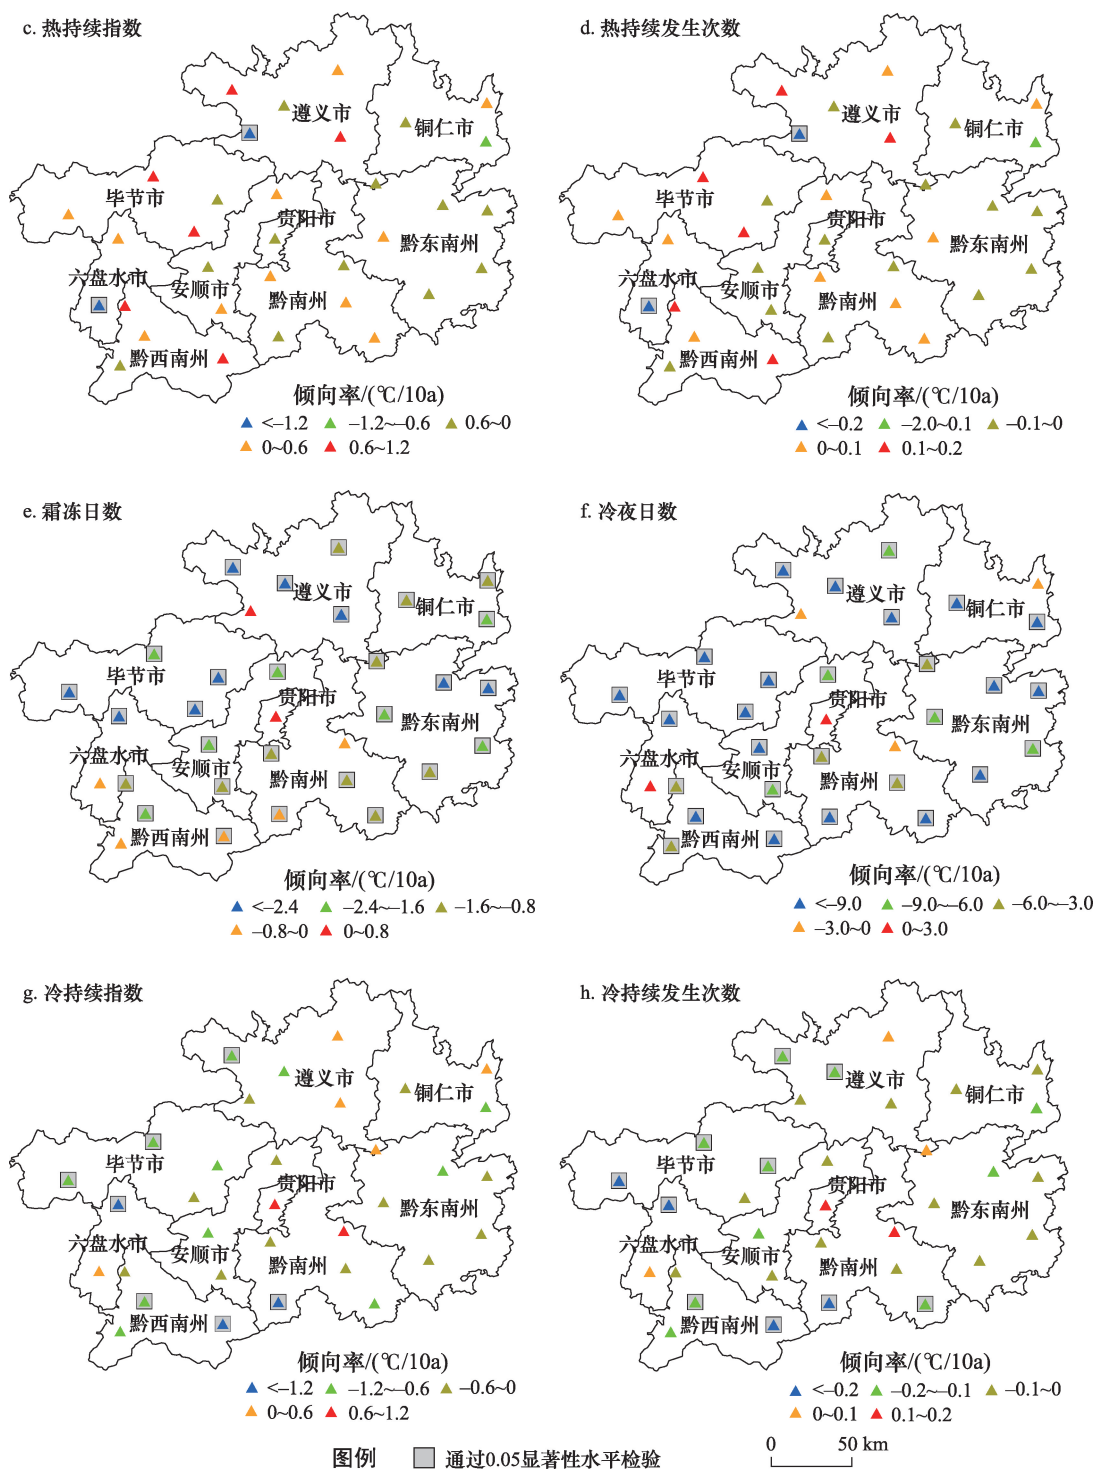 c. 热持续指数
遵义市
铜仁市
毕节市
贵阳市
黔东南州
六盘水市
安顺市
黔南州
黔西南州
倾向率/(℃/10a)
<–1.2 –1.2~–0.6 0.6~0
0~0.6 0.6~1.2
d. 热持续发生次数
遵义市
铜仁市
毕节市
贵阳市
黔东南州
六盘水市
安顺市
黔南州
黔西南州
倾向率/(℃/10a)
<–0.2 –2.0~0.1 –0.1~0
0~0.1 0.1~0.2
e. 霜冻日数
遵义市
铜仁市
毕节市
贵阳市
黔东南州
六盘水市
安顺市
黔南州
黔西南州
倾向率/(℃/10a)
<–2.4 –2.4~–1.6 –1.6~–0.8
–0.8~0 0~0.8
f. 冷夜日数
遵义市
铜仁市
毕节市
贵阳市
黔东南州
六盘水市
安顺市
黔南州
黔西南州
倾向率/(℃/10a)
<–9.0 –9.0~–6.0 –6.0~–3.0
–3.0~0 0~3.0
g. 冷持续指数
遵义市
铜仁市
毕节市
贵阳市
黔东南州
六盘水市
安顺市
黔南州
黔西南州
倾向率/(℃/10a)
<–1.2 –1.2~–0.6 –0.6~0
0~0.6 0.6~1.2
h. 冷持续发生次数
遵义市
铜仁市
毕节市
贵阳市
黔东南州
六盘水市
安顺市
黔南州
黔西南州
倾向率/(℃/10a)
<–0.2 –0.2~–0.1 –0.1~0
0~0.1 0.1~0.2
图例 通过0.05显著性水平检验
0 50 km